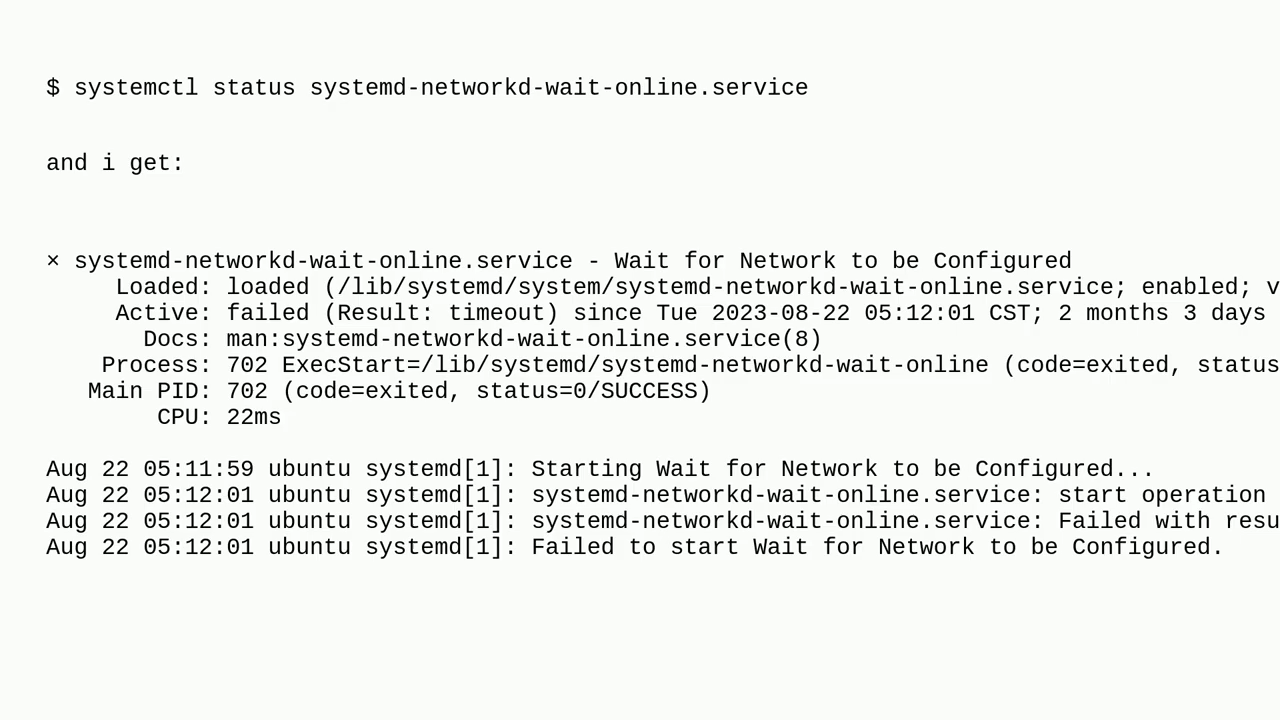 $ systemctl status systemd-networkd-wait-online.service
and i get:
× systemd-networkd-wait-online.service - Wait for Network to be Configured
Loaded: loaded (/lib/systemd/system/systemd-networkd-wait-online.service; enabled; v
Active: failed (Result: timeout) since Tue 2023-08-22 05:12:01 CST; 2 months 3 days
Docs: man:systemd-networkd-wait-online.service(8)
Process: 702 ExecStart=/lib/systemd/systemd-networkd-wait-online (code=exited, status
Main PID: 702 (code=exited, status=0/SUCCESS)
CPU: 22ms
Aug 22 05:11:59 ubuntu systemd[1]: Starting Wait for Network to be Configured...
Aug 22 05:12:01 ubuntu systemd[1]: systemd-networkd-wait-online.service: start operation
Aug 22 05:12:01 ubuntu systemd[1]: systemd-networkd-wait-online.service: Failed with resu
Aug 22 05:12:01 ubuntu systemd[1]: Failed to start Wait for Network to be Configured.